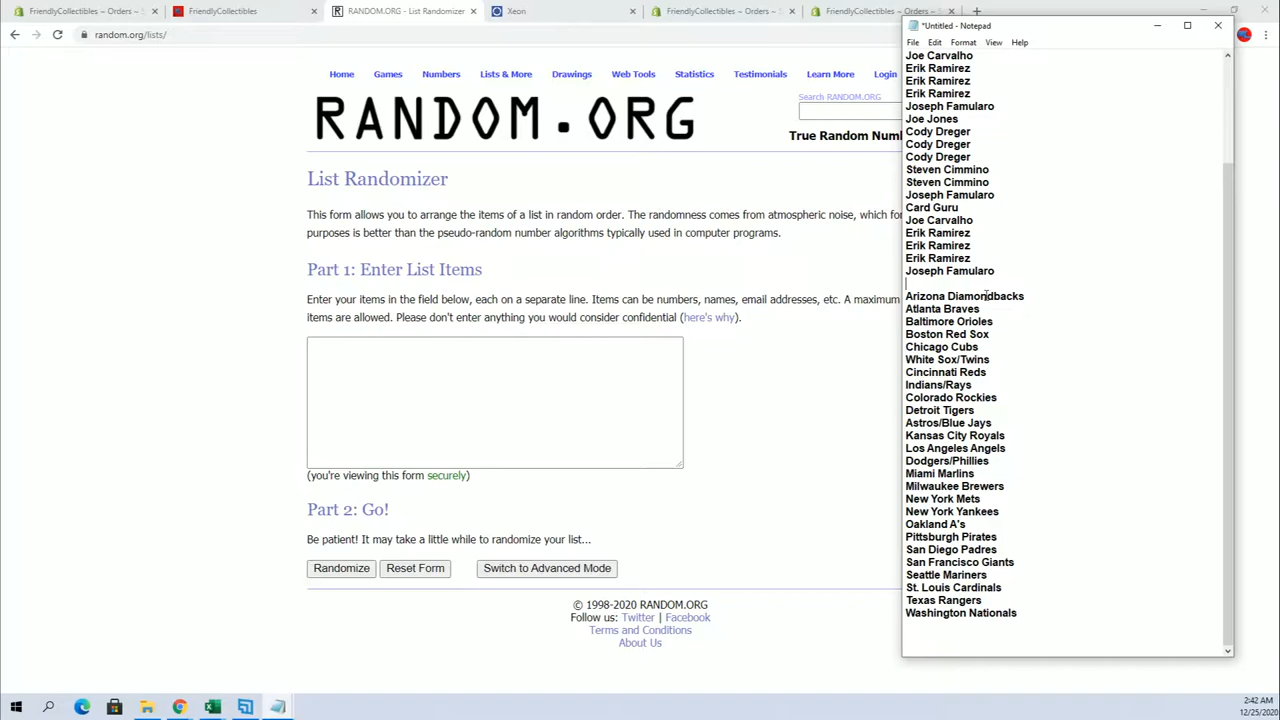 FriendlyCollectibles – Orders – S
FriendlyCollectibles
RANDOM.ORG - List Randomizer
Xeon
FriendlyCollectibles – Orders – S
FriendlyCollectibles – Orders – S
random.org/lists/
Home
Games
Numbers
Lists & More
Drawings
Web Tools
Statistics
Testimonials
Learn More
Login
RANDOM.ORG
Search RANDOM.ORG
True Random Num
List Randomizer
This form allows you to arrange the items of a list in random order. The randomness comes from atmospheric noise, which for
purposes is better than the pseudo-random number algorithms typically used in computer programs.
Part 1: Enter List Items
Enter your items in the field below, each on a separate line. Items can be numbers, names, email addresses, etc. A maximum
items are allowed. Please don't enter anything you would consider confidential (here's why).
(you're viewing this form securely)
Part 2: Go!
Be patient! It may take a little while to randomize your list...
Randomize
Reset Form
Switch to Advanced Mode
© 1998-2020 RANDOM.ORG
Follow us: Twitter | Facebook
Terms and Conditions
About Us
*Untitled - Notepad
File
Edit
Format
View
Help
Joe Carvalho
Erik Ramirez
Erik Ramirez
Erik Ramirez
Joseph Famularo
Joe Jones
Cody Dreger
Cody Dreger
Cody Dreger
Steven Cimmino
Steven Cimmino
Joseph Famularo
Card Guru
Joe Carvalho
Erik Ramirez
Erik Ramirez
Erik Ramirez
Joseph Famularo
Arizona Diamondbacks
Atlanta Braves
Baltimore Orioles
Boston Red Sox
Chicago Cubs
White Sox/Twins
Cincinnati Reds
Indians/Rays
Colorado Rockies
Detroit Tigers
Astros/Blue Jays
Kansas City Royals
Los Angeles Angels
Dodgers/Phillies
Miami Marlins
Milwaukee Brewers
New York Mets
New York Yankees
Oakland A's
Pittsburgh Pirates
San Diego Padres
San Francisco Giants
Seattle Mariners
St. Louis Cardinals
Texas Rangers
Washington Nationals
2:42 AM
12/25/2020